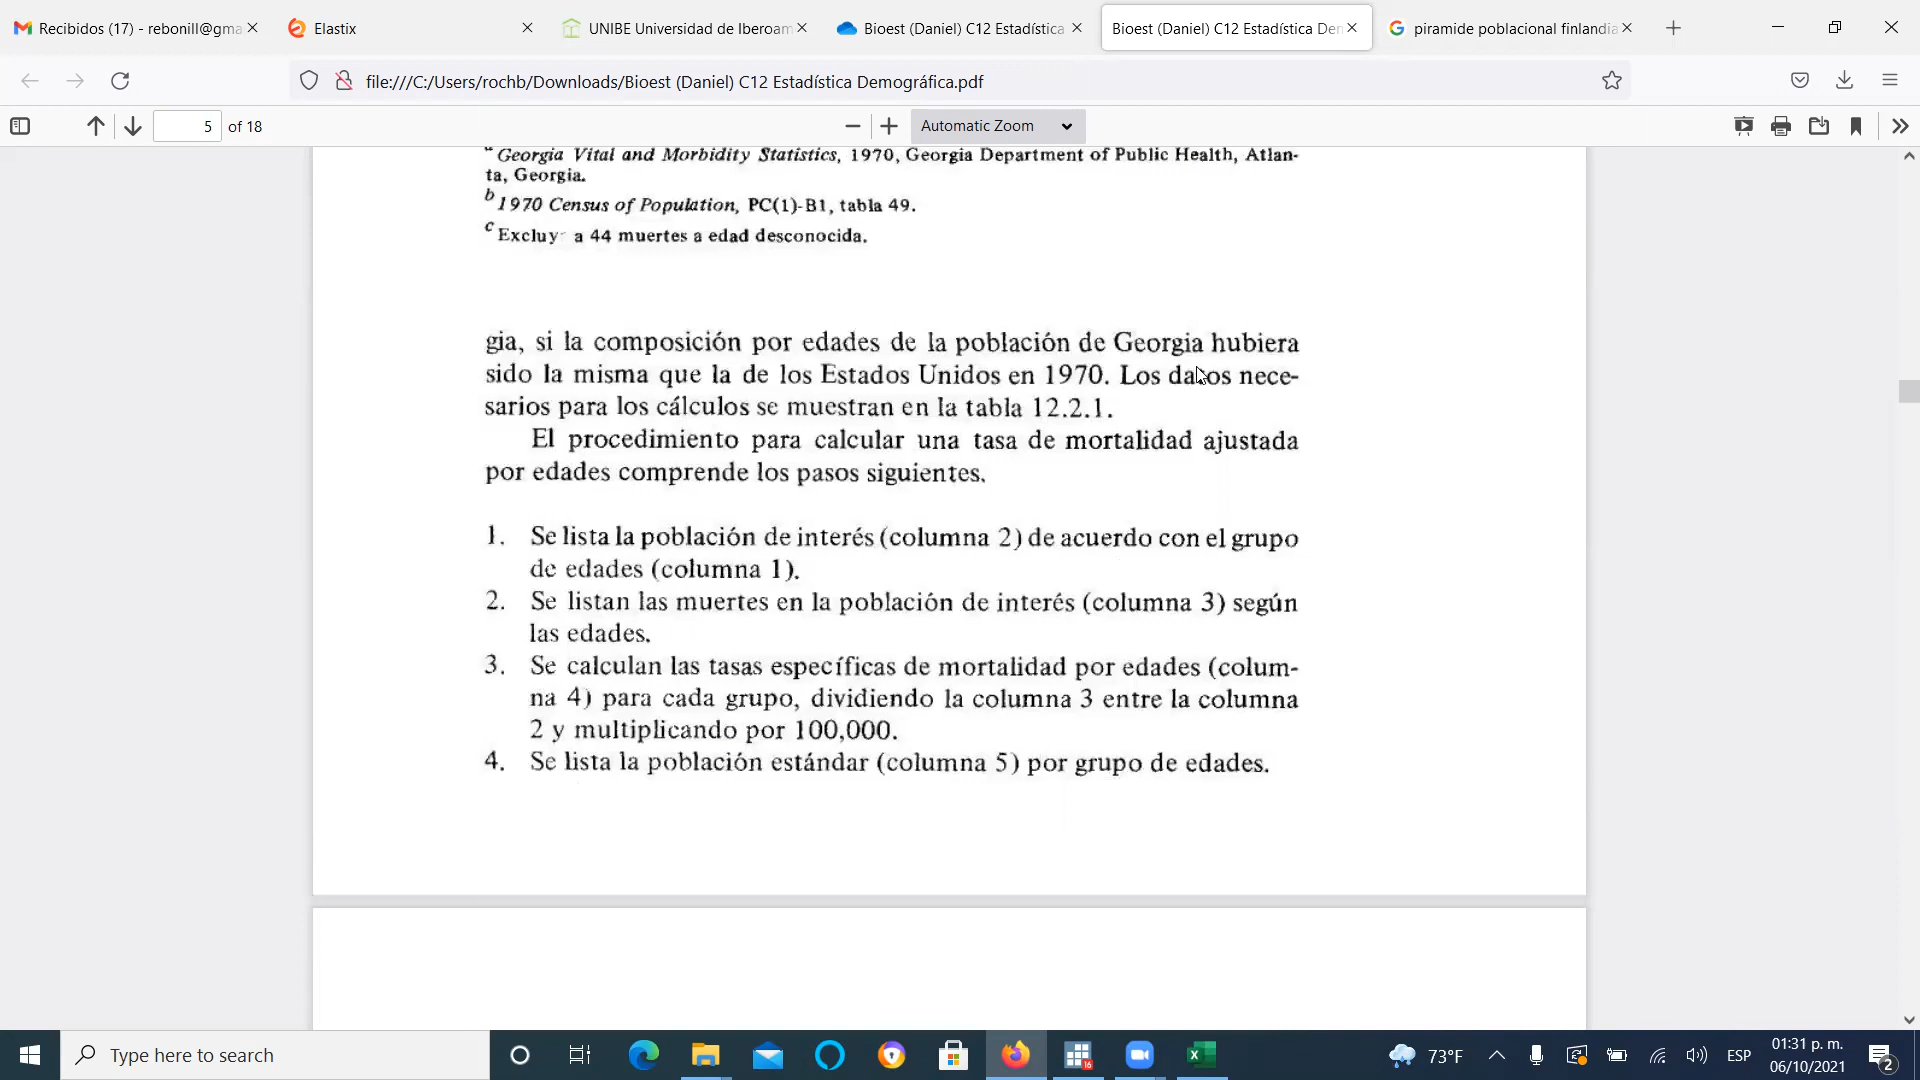 Recibidos (17) - rebonill@gma
Elastix
UNIBE Universidad de Iberoam
Bioest (Daniel) C12 Estadística
Bioest (Daniel) C12 Estadística Den
piramide poblacional finlandia
file:///C:/Users/rochb/Downloads/Bioest (Daniel) C12 Estadística Demográfica.pdf
5 of 18
Automatic Zoom
a Georgia Vital and Morbidity Statistics, 1970, Georgia Department of Public Health, Atlan-
ta, Georgia.
b 1970 Census of Population, PC(1)-B1, tabla 49.
c Excluy a 44 muertes a edad desconocida.
gia, si la composición por edades de la población de Georgia hubiera
sido la misma que la de los Estados Unidos en 1970. Los datos nece-
sarios para los cálculos se muestran en la tabla 12.2.1.
El procedimiento para calcular una tasa de mortalidad ajustada
por edades comprende los pasos siguientes.
1. Se lista la población de interés (columna 2) de acuerdo con el grupo
de edades (columna 1).
2. Se listan las muertes en la población de interés (columna 3) según
las edades.
3. Se calculan las tasas específicas de mortalidad por edades (colum-
na 4) para cada grupo, dividiendo la columna 3 entre la columna
2 y multiplicando por 100,000.
4. Se lista la población estándar (columna 5) por grupo de edades.
Type here to search
16
73°F
ESP
01:31 p. m.
06/10/2021
2